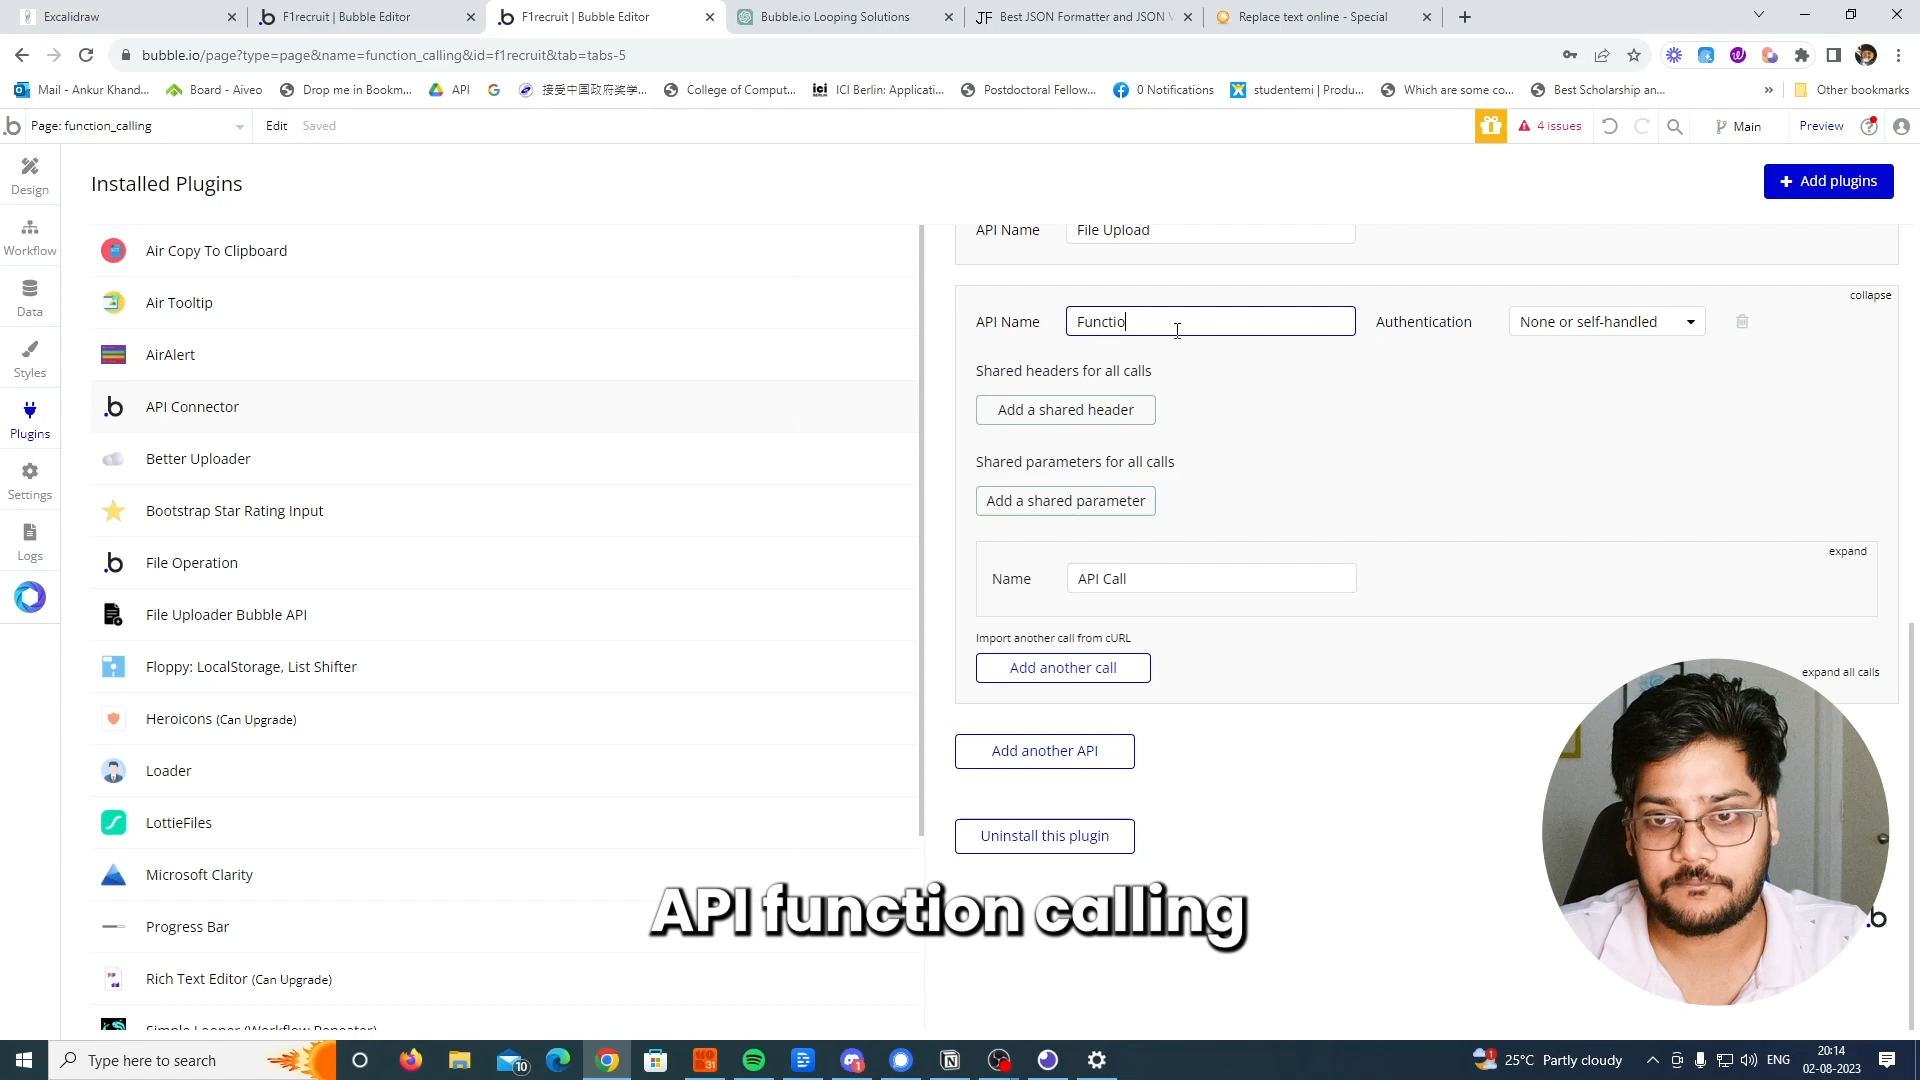 Excalidraw
F1recruit | Bubble Editor
F1recruit | Bubble Editor
Bubble.io Looping Solutions
JF Best JSON Formatter and JSON V
Replace text online - Special
bubble.io/page?type=page&name=function_calling&id=f1recruit&tab=tabs-5
Mail - Ankur Khand...
Board - Aiveo
Drop me in Bookm...
API
接受中国政府奖学...
College of Comput...
ici BERLIN
ICI Berlin: Applicati...
Postdoctoral Fellow...
0 Notifications
studentemi | Produ...
Which are some co...
Best Scholarship an...
»
Other bookmarks
Page: function_calling
Edit
Saved
4 issues
Main
Preview
Design
Workflow
Data
Styles
Plugins
Settings
Logs
Installed Plugins
+ Add plugins
Air Copy To Clipboard
Air Tooltip
AirAlert
API Connector
Better Uploader
Bootstrap Star Rating Input
File Operation
File Uploader Bubble API
Floppy: LocalStorage, List Shifter
Heroicons (Can Upgrade)
Loader
LottieFiles
Microsoft Clarity
Progress Bar
Rich Text Editor (Can Upgrade)
Simple Looper (Workflow Repeater)
API Name File Upload
collapse
API Name Functio Authentication None or self-handled
Shared headers for all calls
Add a shared header
Shared parameters for all calls
Add a shared parameter
expand
Name API Call
Import another call from cURL
Add another call
expand all calls
Add another API
Uninstall this plugin
API function calling
Type here to search
10
31
1
25°C Partly cloudy
ENG
20:14
02-08-2023